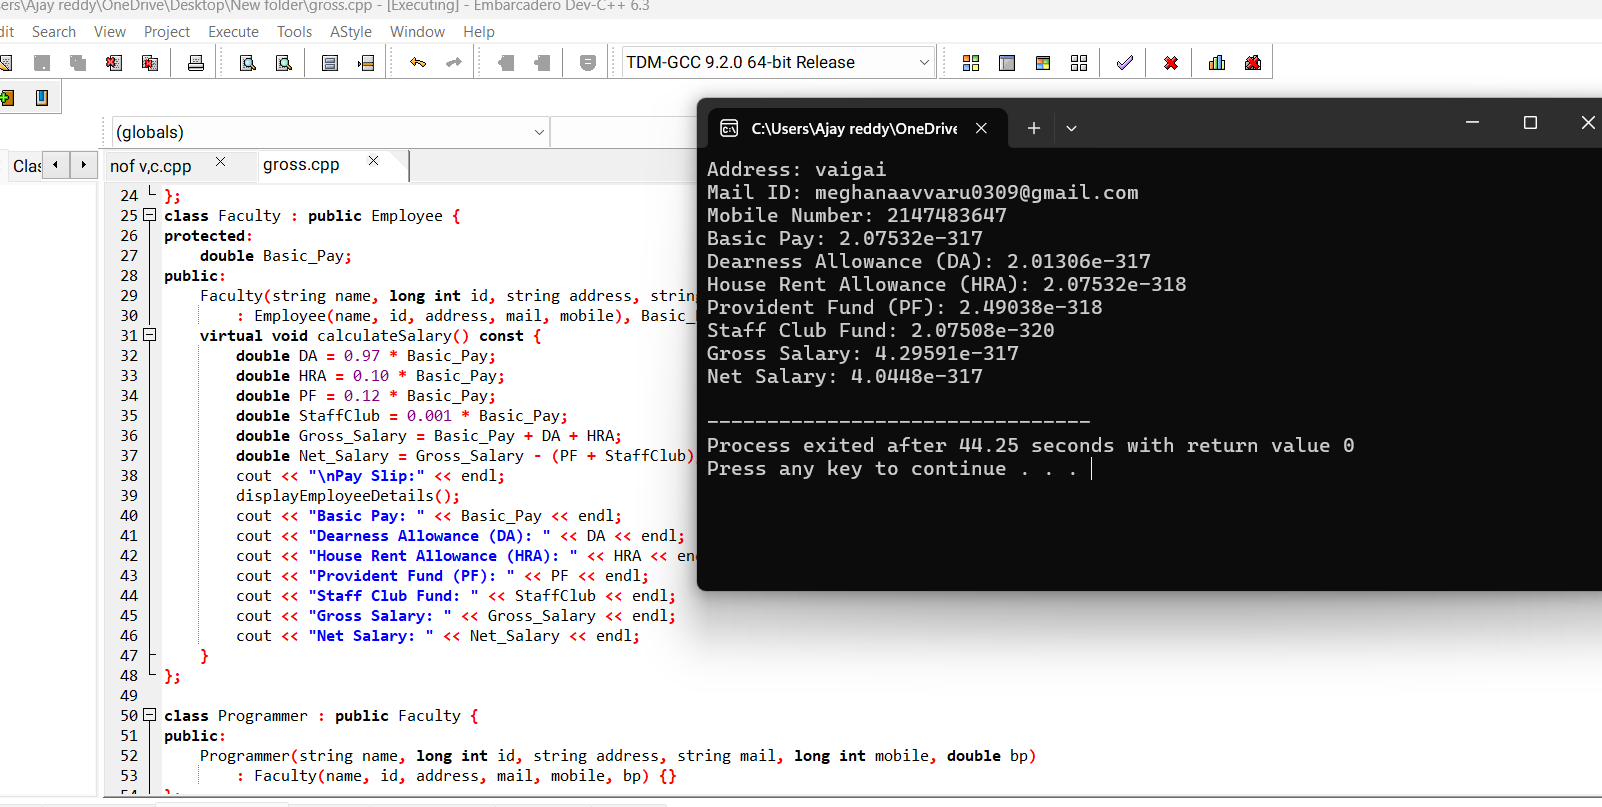 ers\Ajay reddy\OneDrive\Desktop\New folder\gross.cpp - [Executing] - Embarcadero Dev-C++ 6.3
dit Search View Project Execute Tools AStyle Window Help
TDM-GCC 9.2.0 64-bit Release
(globals)
Clas
nof v,c.cpp
gross.cpp
24 };
25 class Faculty : public Employee {
26 protected:
27 double Basic_Pay;
28 public:
29 Faculty(string name, long int id, string address, strin
30 : Employee(name, id, address, mail, mobile), Basic_
31 virtual void calculateSalary() const {
32 double DA = 0.97 * Basic_Pay;
33 double HRA = 0.10 * Basic_Pay;
34 double PF = 0.12 * Basic_Pay;
35 double StaffClub = 0.001 * Basic_Pay;
36 double Gross_Salary = Basic_Pay + DA + HRA;
37 double Net_Salary = Gross_Salary - (PF + StaffClub)
38 cout << "\nPay Slip:" << endl;
39 displayEmployeeDetails();
40 cout << "Basic Pay: " << Basic_Pay << endl;
41 cout << "Dearness Allowance (DA): " << DA << endl;
42 cout << "House Rent Allowance (HRA): " << HRA << en
43 cout << "Provident Fund (PF): " << PF << endl;
44 cout << "Staff Club Fund: " << StaffClub << endl;
45 cout << "Gross Salary: " << Gross_Salary << endl;
46 cout << "Net Salary: " << Net_Salary << endl;
47 }
48 };
49
50 class Programmer : public Faculty {
51 public:
52 Programmer(string name, long int id, string address, string mail, long int mobile, double bp)
53 : Faculty(name, id, address, mail, mobile, bp) {}
C:\Users\Ajay reddy\OneDrive
Address: vaigai
Mail ID: meghanaavvaru0309@gmail.com
Mobile Number: 2147483647
Basic Pay: 2.07532e-317
Dearness Allowance (DA): 2.01306e-317
House Rent Allowance (HRA): 2.07532e-318
Provident Fund (PF): 2.49038e-318
Staff Club Fund: 2.07508e-320
Gross Salary: 4.29591e-317
Net Salary: 4.0448e-317
--------------------------------
Process exited after 44.25 seconds with return value 0
Press any key to continue . . .